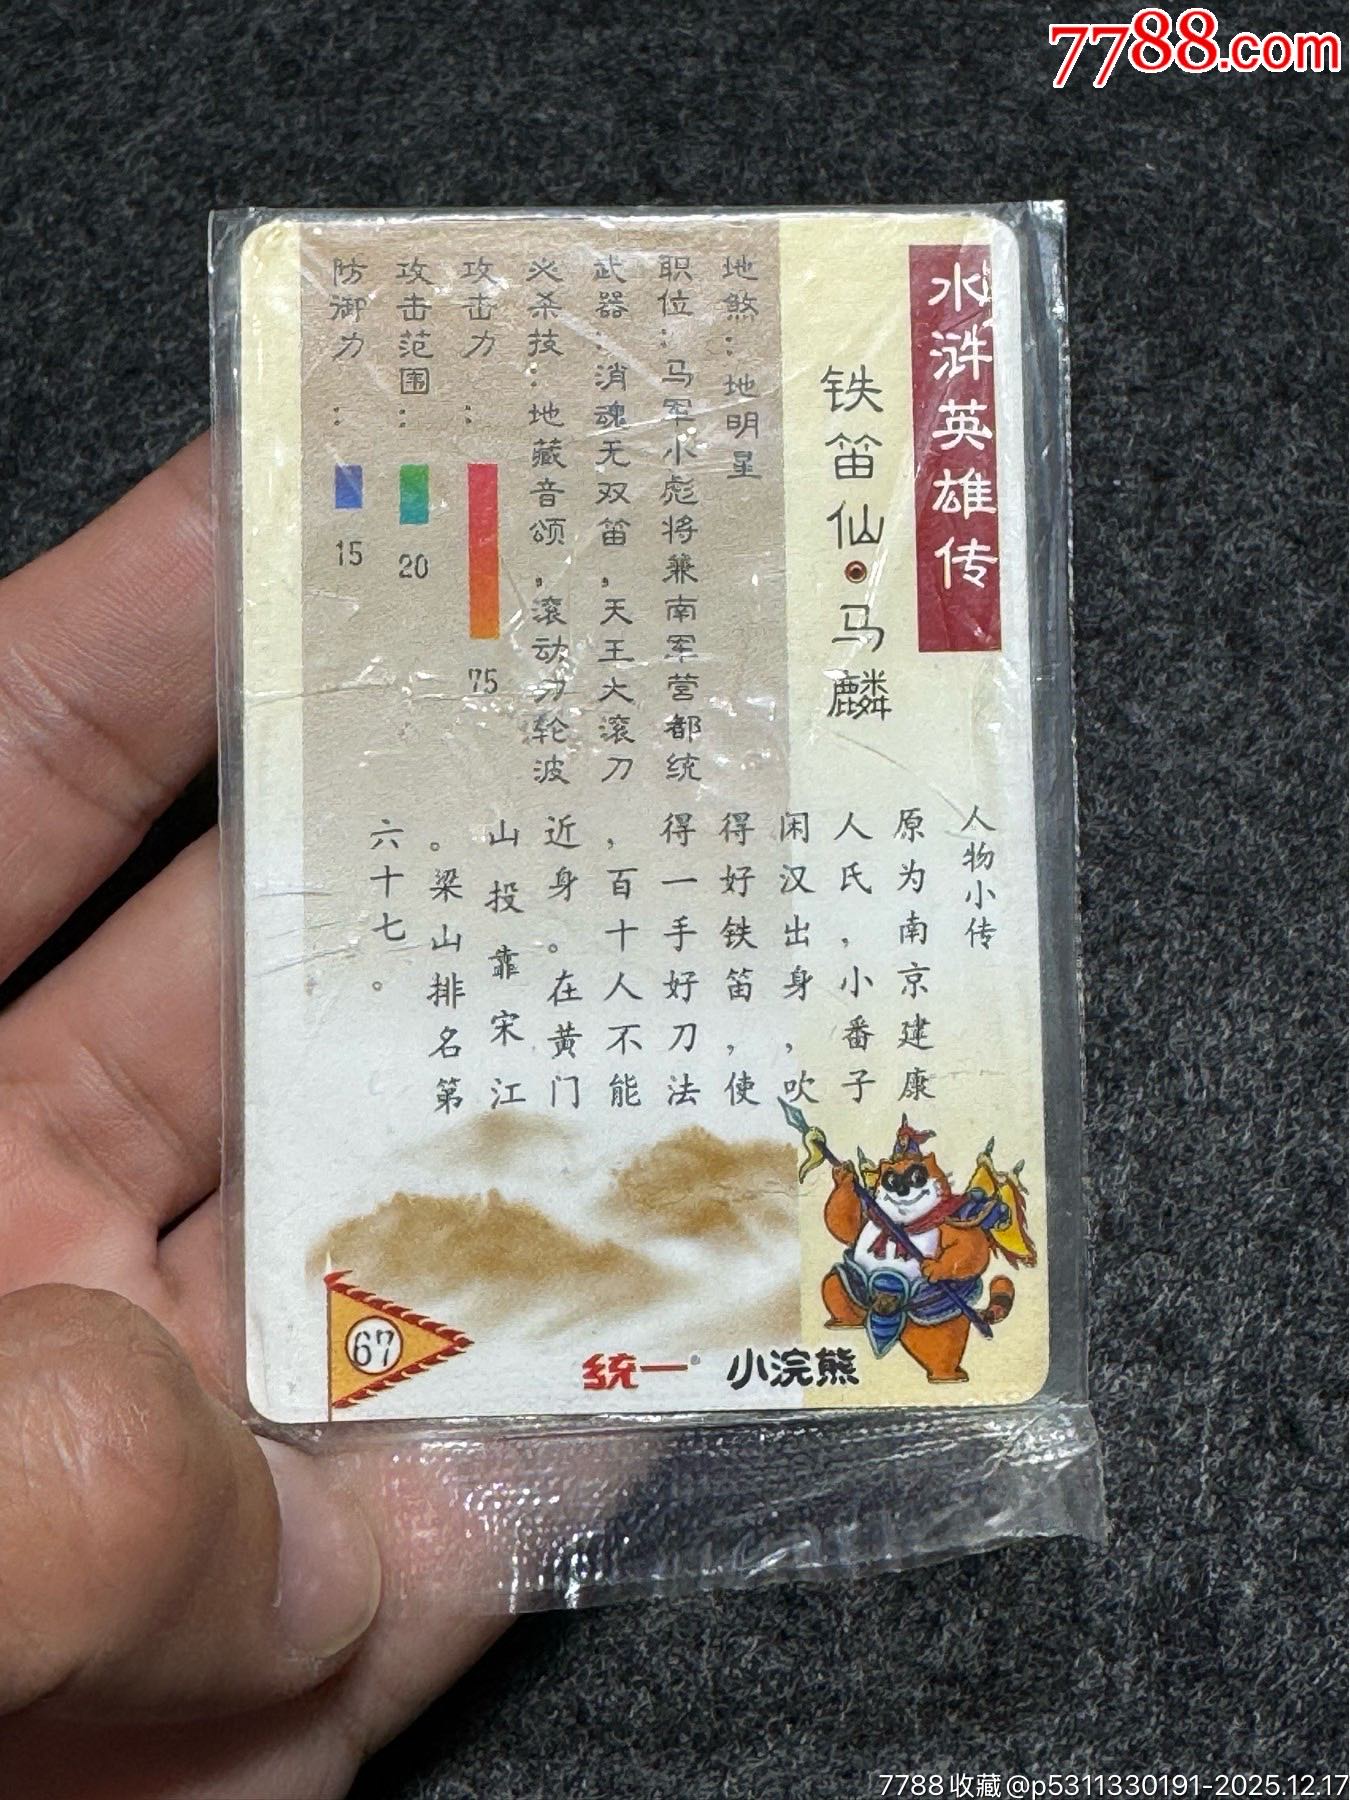 7788.com
水浒英雄传
铁笛仙·马麟
地煞：地明星
职位：马军小彪将兼南军营都统
武器：消魂无双笛，天王大滚刀
必杀技：地藏音颂，滚动刀轮波
攻击力：
75
攻击范围：
20
防御力：
15
人物小传
原为南京建康
人氏，小番子
闲汉出身，吹
得好铁笛，使
得一手好刀法
，百十人不能
近身。在黄门
山投靠宋江
。梁山排名第
六十七。
67
统一
小浣熊
7788收藏@p5311330191-2025.12.17